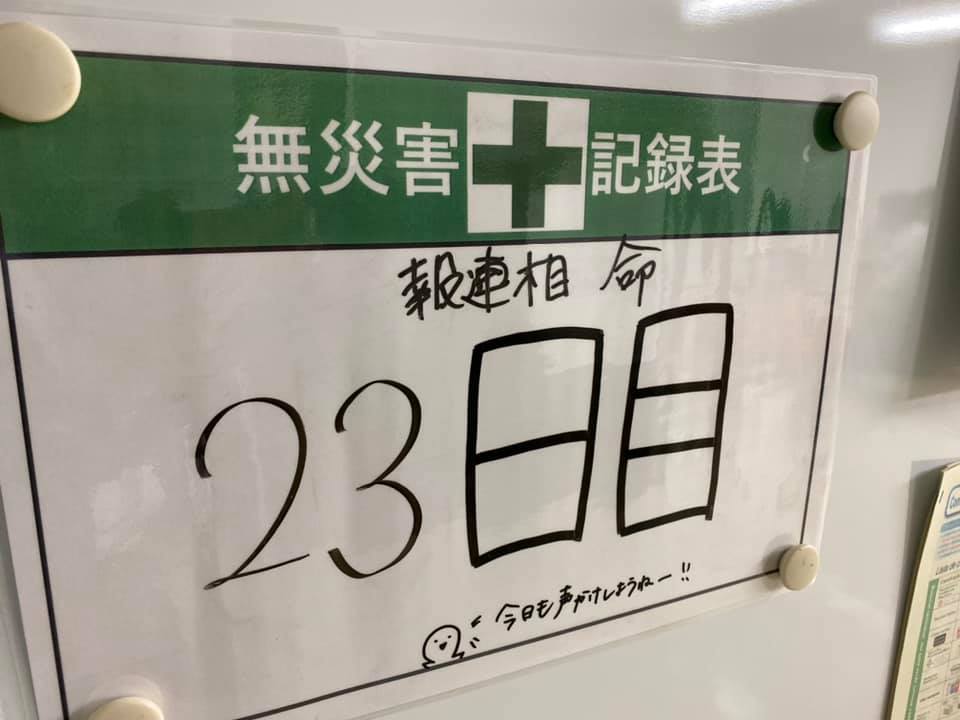 無災害 記録表
報連相 命
23日目
今日も声がけしようねー!!